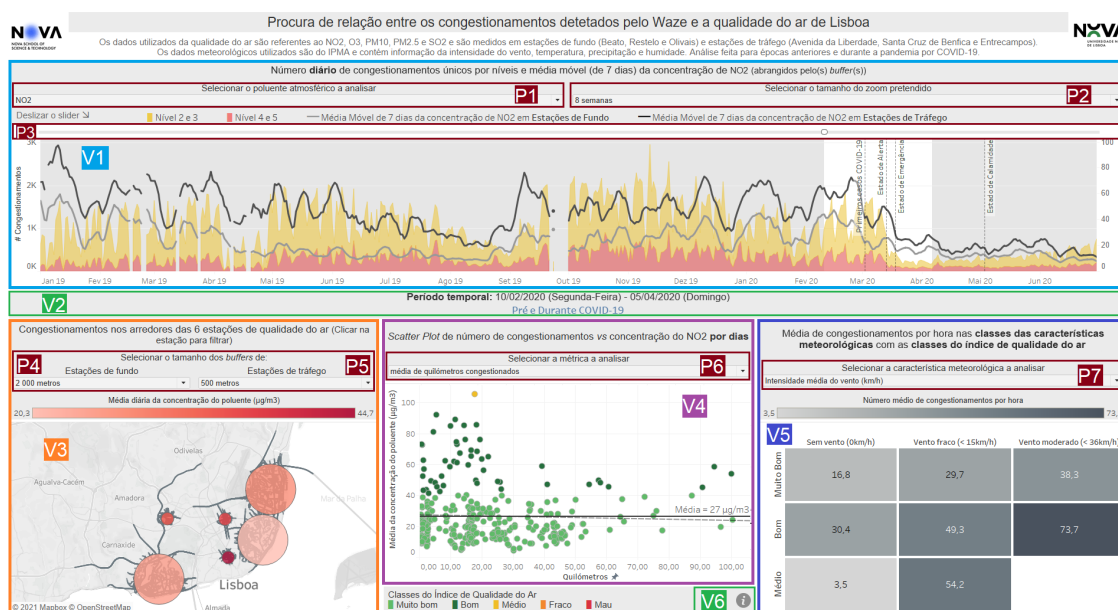 Procura de relação entre os congestionamentos detetados pelo Waze e a qualidade do ar de Lisboa
NOVA
NOVA SCHOOL OF
SCIENCE & TECHNOLOGY
Os dados utilizados da qualidade do ar são referentes ao NO2, O3, PM10, PM2.5 e SO2 e são medidos em estações de fundo (Beato, Restelo e Olivais) e estações de tráfego (Avenida da Liberdade, Santa Cruz de Benfica e Entrecampos).
Os dados meteorológicos utilizados são do IPMA e contêm informação da intensidade do vento, temperatura, precipitação e humidade. Análise feita para épocas anteriores e durante a pandemia por COVID-19.
NOVA
Número diário de congestionamentos únicos por níveis e média móvel (de 7 dias) da concentração de NO2 (abrangidos pelo(s) buffer(s))
Selecionar o poluente atmosférico a analisar
P1
NO2
Selecionar o tamanho do zoom pretendido
P2
8 semanas
Deslizar o slider
Nível 2 e 3
Nível 4 e 5
Média Móvel de 7 dias da concentração de NO2 em Estações de Fundo
Média Móvel de 7 dias da concentração de NO2 em Estações de Tráfego
P3
V1
# Congestionamentos
3K
2K
1K
0K
100
80
60
40
20
0
Primeiros casos COVID-19
Estado de Alerta
Estado de Emergência
Estado de Calamidade
Jan 19
Fev 19
Mar 19
Abr 19
Mai 19
Jun 19
Jul 19
Ago 19
Set 19
Out 19
Nov 19
Dez 19
Jan 20
Fev 20
Mar 20
Abr 20
Mai 20
Jun 20
V2
Período temporal: 10/02/2020 (Segunda-Feira) - 05/04/2020 (Domingo)
Pré e Durante COVID-19
Congestionamentos nos arredores das 6 estações de qualidade do ar (Clicar na
estação para filtrar)
P4
Selecionar o tamanho dos buffers de:
P5
Estações de fundo
Estações de tráfego
2 000 metros
500 metros
Média diária da concentração do poluente (µg/m3)
20,3
44,7
V3
Odivelas
Agualva-Cacém
Amadora
Mar da Palha
Carnaxide
Lisboa
Almada
© 2021 Mapbox © OpenStreetMap
Scatter Plot de número de congestionamentos vs concentração do NO2 por dias
Selecionar a métrica a analisar
P6
média de quilómetros congestionados
V4
Média da concentração do poluente (µg/m3)
100
80
60
40
20
0
Média = 27 µg/m3
0,00
10,00
20,00
30,00
40,00
50,00
60,00
70,00
80,00
90,00
100,00
Quilómetros
Classes do Índice de Qualidade do Ar
Muito bom
Bom
Médio
Fraco
Mau
V6
Média de congestionamentos por hora nas classes das características
meteorológicas com as classes do índice de qualidade do ar
Selecionar a característica meteorológica a analisar
P7
Intensidade média do vento (km/h)
Número médio de congestionamentos por hora
3,5
V5
Sem vento (0km/h)
Vento fraco (< 15km/h)
Vento moderado (< 36km/h)
Muito Bom
16,8
29,7
38,3
Bom
30,4
49,3
73,7
Médio
3,5
54,2